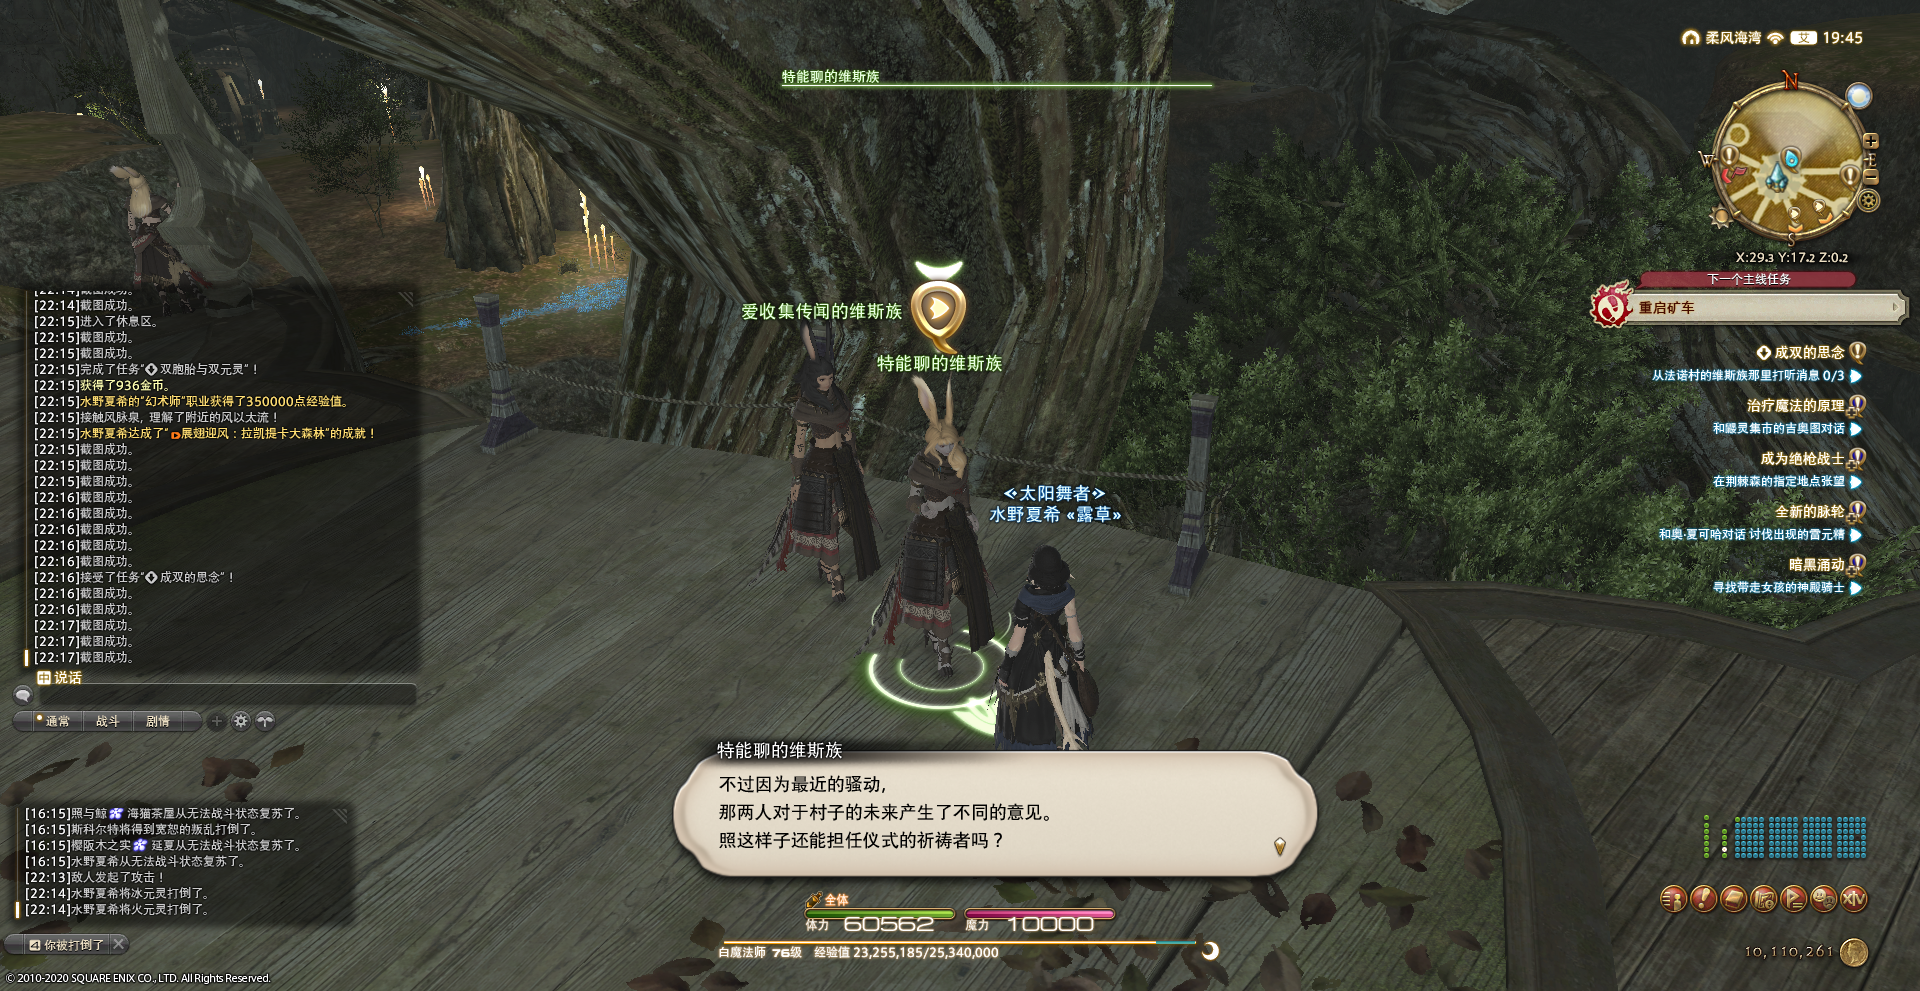 柔风海湾 艾 19:45
特能聊的维斯族
N
W
E
S
X:29.3 Y:17.2 Z:0.2
下一个主线任务
重启矿车
成双的思念
从法诺村的维斯族那里打听消息 0/3
治疗魔法的原理
和鼹灵集市的吉奥图对话
成为绝枪战士
在荆棘森的指定地点张望
全新的脉轮
和奥·夏可哈对话 讨伐出现的雷元精
暗黑涌动
寻找带走女孩的神殿骑士
爱收集传闻的维斯族
特能聊的维斯族
太阳舞者
水野夏希 «露草»
[22:14]截图成功。
[22:14]截图成功。
[22:15]进入了休息区。
[22:15]截图成功。
[22:15]截图成功。
[22:15]完成了任务“双胞胎与双元灵”！
[22:15]获得了936金币。
[22:15]水野夏希的“幻术师”职业获得了350000点经验值。
[22:15]接触风脉泉，理解了附近的风以太流！
[22:15]水野夏希达成了“展翅迎风：拉凯提卡大森林”的成就！
[22:15]截图成功。
[22:15]截图成功。
[22:15]截图成功。
[22:16]截图成功。
[22:16]截图成功。
[22:16]截图成功。
[22:16]截图成功。
[22:16]截图成功。
[22:16]接受了任务“成双的思念”！
[22:16]截图成功。
[22:16]截图成功。
[22:17]截图成功。
[22:17]截图成功。
[22:17]截图成功。
说话
通常 战斗 剧情
[16:15]照与鲸 海猫茶屋从无法战斗状态复苏了。
[16:15]斯科尔特将得到宽恕的叛乱打倒了。
[16:15]樱阪木之实 延夏从无法战斗状态复苏了。
[16:15]水野夏希从无法战斗状态复苏了。
[22:13]敌人发起了攻击！
[22:14]水野夏希将冰元灵打倒了。
[22:14]水野夏希将火元灵打倒了。
4 你被打倒了
特能聊的维斯族
不过因为最近的骚动，
那两人对于村子的未来产生了不同的意见。
照这样子还能担任仪式的祈祷者吗？
全体
体力 60562 魔力 10000
白魔法师 76级 经验值 23,255,185/25,340,000
XIV
10,110,261
© 2010-2020 SQUARE ENIX CO., LTD. All Rights Reserved.